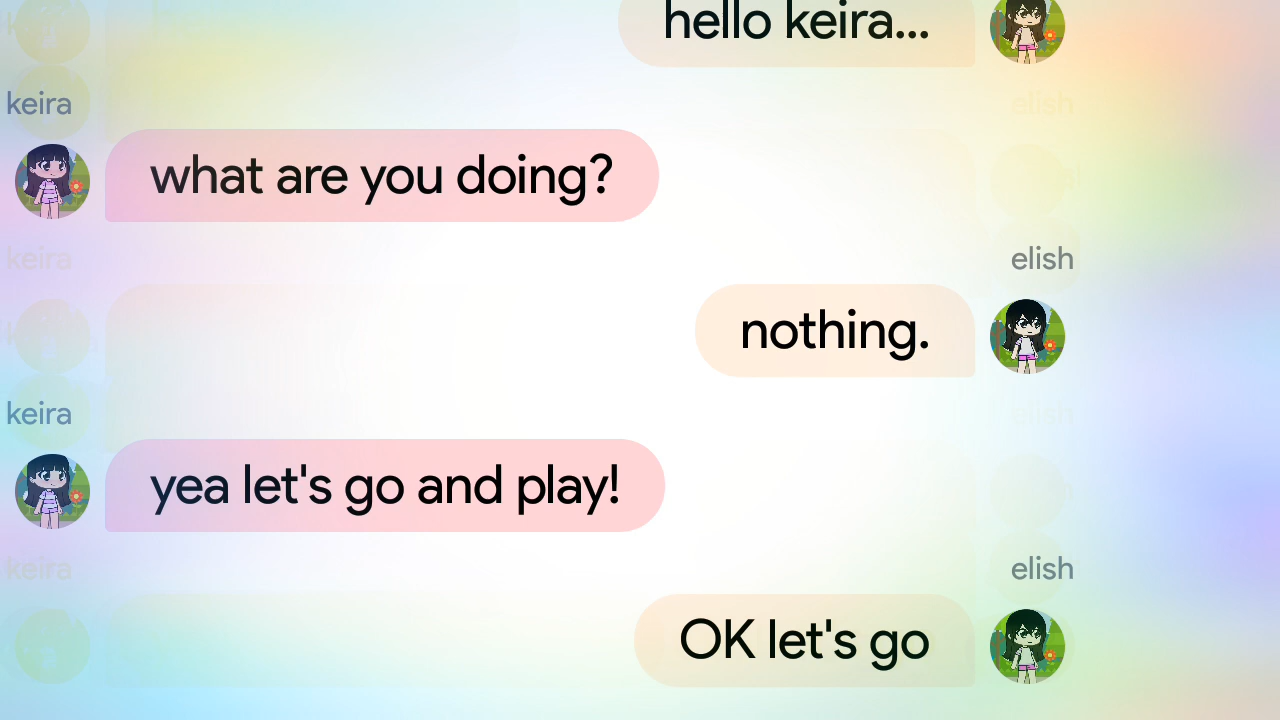 hello keira...
keira
what are you doing?
elish
nothing.
keira
yea let's go and play!
elish
OK let's go